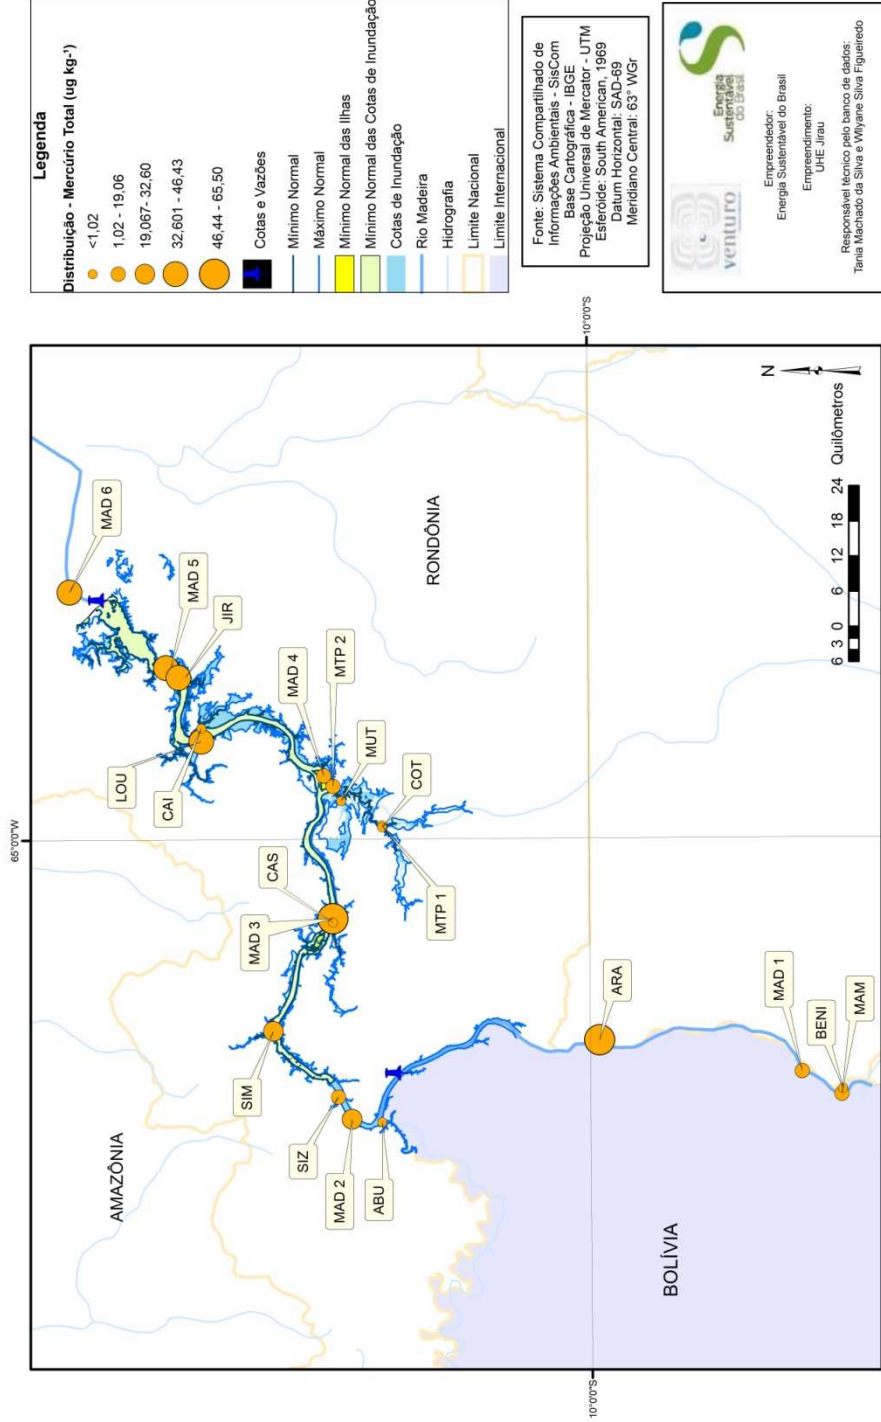 Legenda
Distribuição - Mercúrio Total (ug kg-¹)
<1,02
1,02 - 19,06
19,067- 32,60
32,601 - 46,43
46,44 - 65,50
Cotas e Vazões
Mínimo Normal
Máximo Normal
Mínimo Normal das Ilhas
Mínimo Normal das Cotas de Inundação
Cotas de Inundação
Rio Madeira
Hidrografia
Limite Nacional
Limite Internacional
Fonte: Sistema Compartilhado de
Informações Ambientais - SisCom
Base Cartográfica - IBGE
Projeção Universal de Mercator - UTM
Esferóide: South American, 1969
Datum Horizontal: SAD-69
Meridiano Central: 63° WGr
venturo
Energia
Sustentável
do Brasil
Empreendedor:
Energia Sustentável do Brasil
Empreendimento:
UHE Jirau
Responsável técnico pelo banco de dados:
Tania Machado da Silva e Wilyane Silva Figueiredo
65°0'0"W
10°0'0"S
10°0'0"S
AMAZÔNIA
RONDÔNIA
BOLÍVIA
MAD 6
MAD 5
JIR
LOU
CAI
MAD 4
MTP 2
MUT
COT
MTP 1
CAS
MAD 3
SIM
SIZ
MAD 2
ABU
ARA
MAD 1
BENI
MAM
N
6 3 0 6 12 18 24
Quilômetros